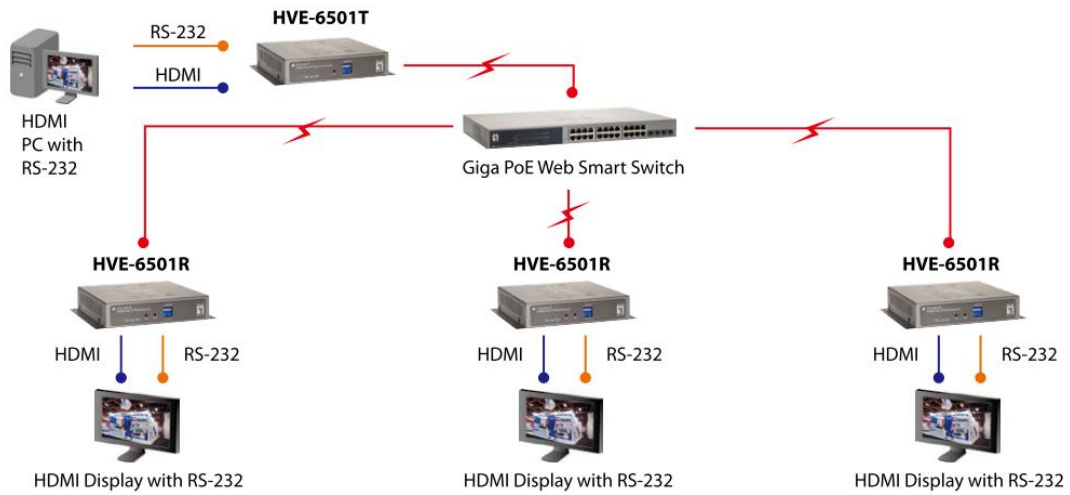 HVE-6501T
RS-232
HDMI
HDMI
PC with
RS-232
Giga PoE Web Smart Switch
HVE-6501R
HVE-6501R
HVE-6501R
HDMI
RS-232
HDMI
RS-232
HDMI
RS-232
HDMI Display with RS-232
HDMI Display with RS-232
HDMI Display with RS-232